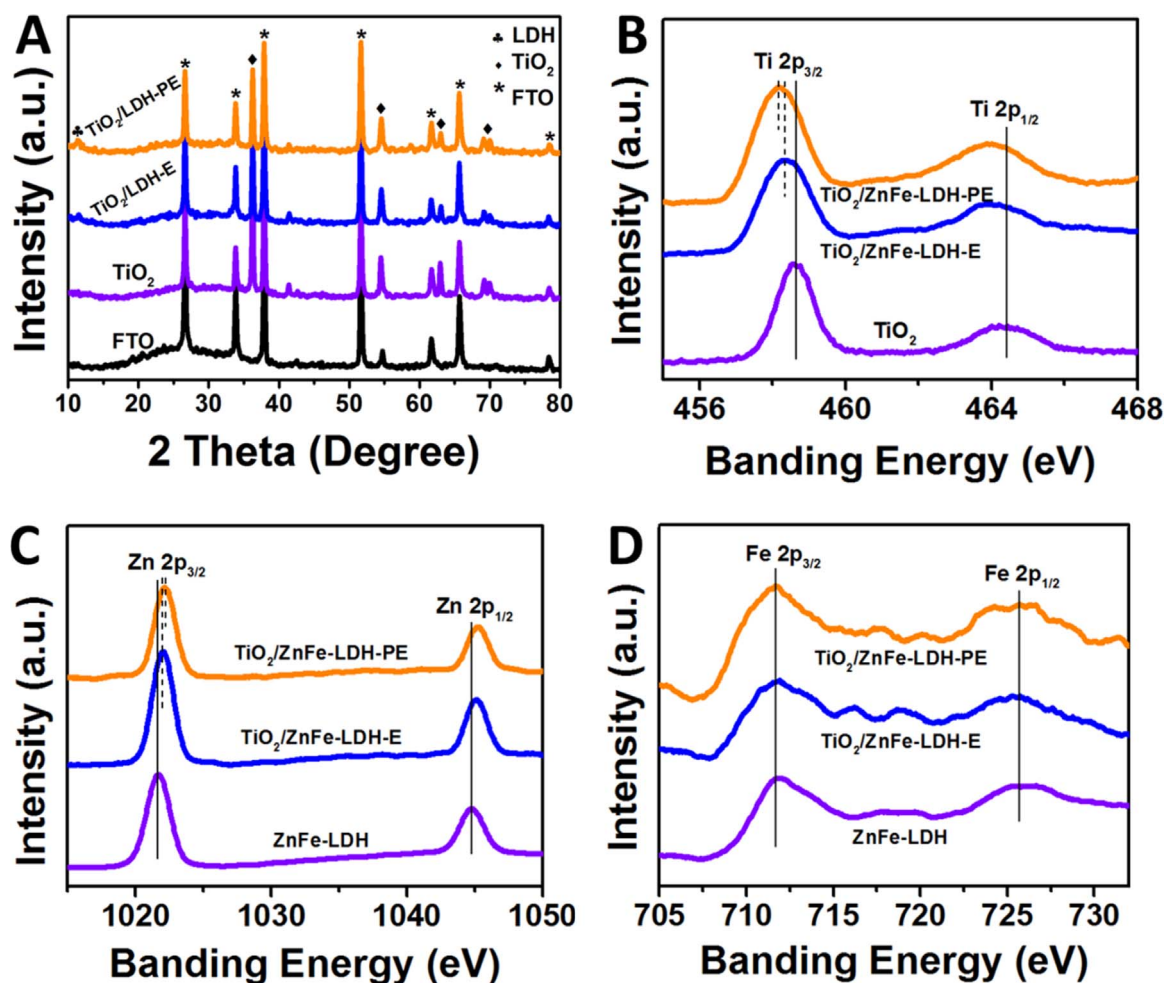 A
♣ LDH
♦ TiO₂
* FTO
TiO₂/LDH-PE
TiO₂/LDH-E
TiO₂
FTO
Intensity (a.u.)
10 20 30 40 50 60 70 80
2 Theta (Degree)
B
Ti 2p₃/₂
Ti 2p₁/₂
TiO₂/ZnFe-LDH-PE
TiO₂/ZnFe-LDH-E
TiO₂
Intensity (a.u.)
456 460 464 468
Banding Energy (eV)
C
Zn 2p₃/₂
Zn 2p₁/₂
TiO₂/ZnFe-LDH-PE
TiO₂/ZnFe-LDH-E
ZnFe-LDH
Intensity (a.u.)
1020 1030 1040 1050
Banding Energy (eV)
D
Fe 2p₃/₂
Fe 2p₁/₂
TiO₂/ZnFe-LDH-PE
TiO₂/ZnFe-LDH-E
ZnFe-LDH
Intensity (a.u.)
705 710 715 720 725 730
Banding Energy (eV)